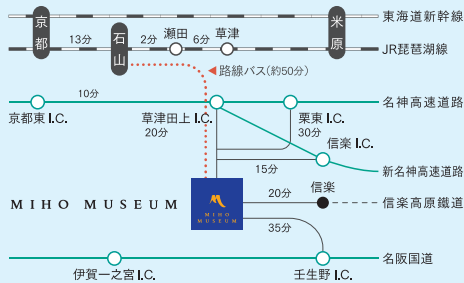 京都
米原
東海道新幹線
石山
13分
2分
瀬田
6分
草津
JR琵琶湖線
路線バス(約50分)
10分
名神高速道路
京都東 I.C.
草津田上 I.C.
20分
栗東 I.C.
30分
信楽 I.C.
15分
新名神高速道路
MIHO MUSEUM
MIHO
MUSEUM
20分
信楽
信楽高原鐵道
35分
名阪国道
伊賀一之宮 I.C.
壬生野 I.C.